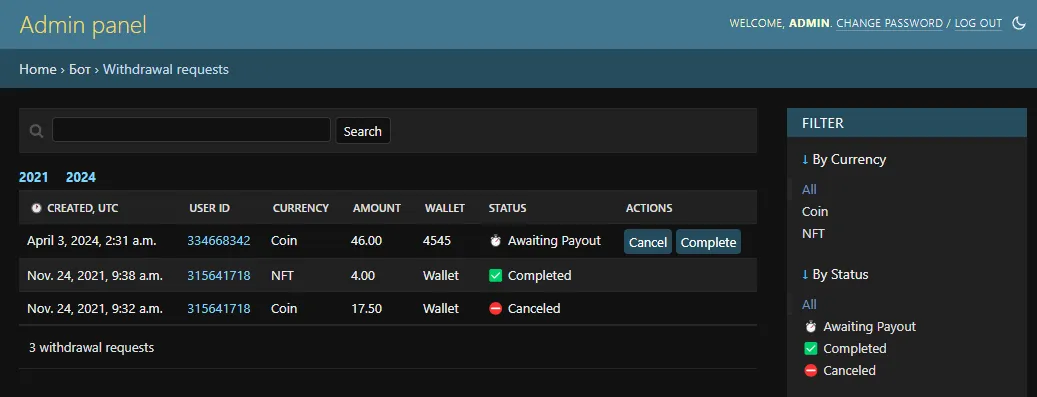 Admin panel
WELCOME, ADMIN. CHANGE PASSWORD / LOG OUT
Home › Бот › Withdrawal requests
Search
2021 2024
CREATED, UTC USER ID CURRENCY AMOUNT WALLET STATUS ACTIONS
April 3, 2024, 2:31 a.m. 334668342 Coin 46.00 4545 Awaiting Payout Cancel Complete
Nov. 24, 2021, 9:38 a.m. 315641718 NFT 4.00 Wallet Completed
Nov. 24, 2021, 9:32 a.m. 315641718 Coin 17.50 Wallet Canceled
3 withdrawal requests
FILTER
↓ By Currency
All
Coin
NFT
↓ By Status
All
Awaiting Payout
Completed
Canceled